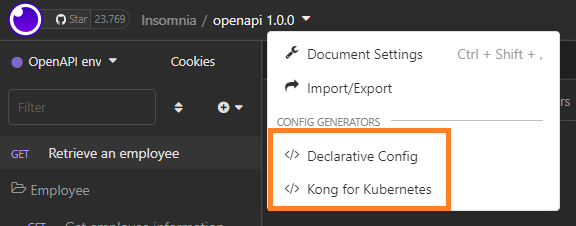 Star 23.769 Insomnia / openapi 1.0.0
OpenAPI env Cookies
Document Settings Ctrl + Shift + ,
Import/Export
Filter
CONFIG GENERATORS
GET Retrieve an employee
Declarative Config
Employee
Kong for Kubernetes
GET Get employee information